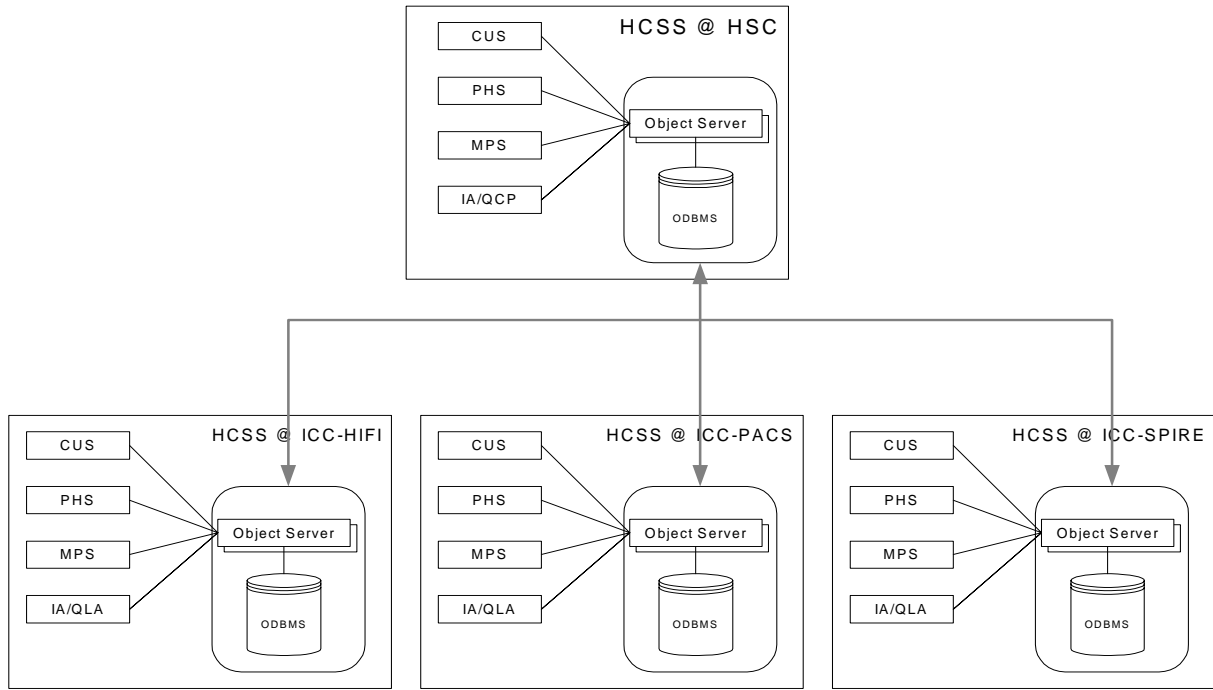 HCSS @ HSC
CUS
PHS
MPS
IA/QCP
Object Server
ODBMS
HCSS @ ICC-HIFI
CUS
PHS
MPS
IA/QLA
Object Server
ODBMS
HCSS @ ICC-PACS
CUS
PHS
MPS
IA/QLA
Object Server
ODBMS
HCSS @ ICC-SPIRE
CUS
PHS
MPS
IA/QLA
Object Server
ODBMS